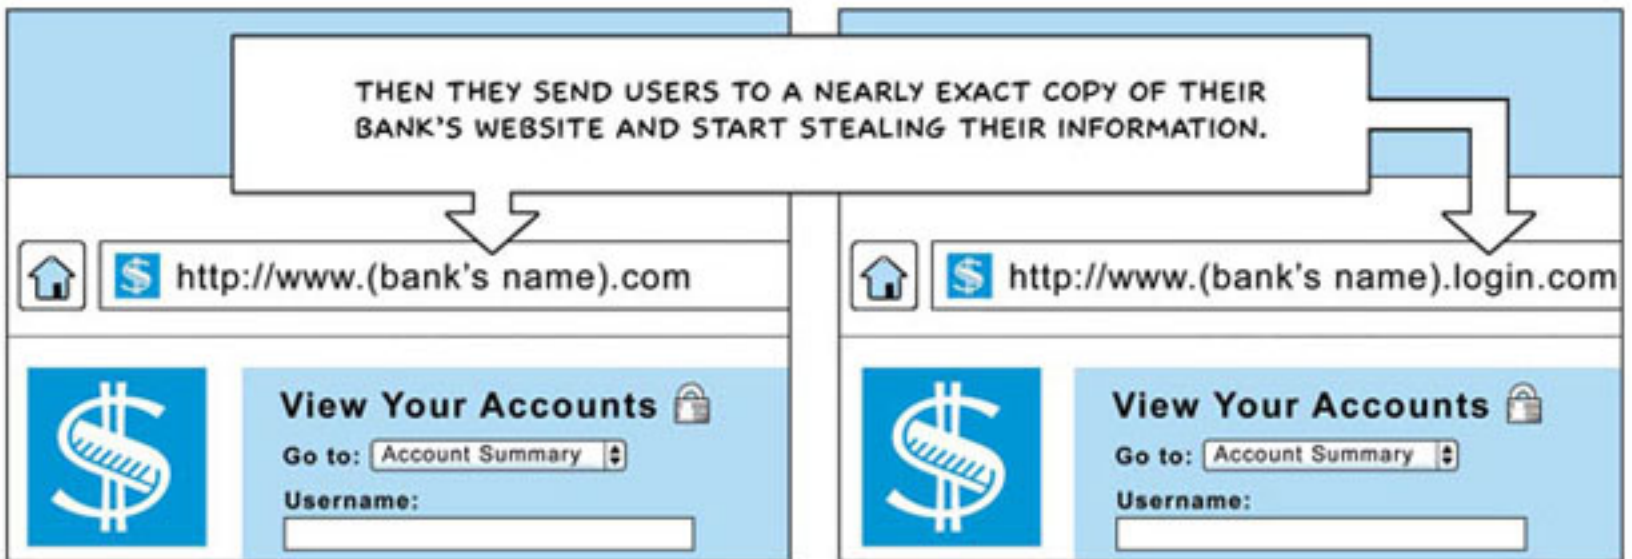 THEN THEY SEND USERS TO A NEARLY EXACT COPY OF THEIR
BANK'S WEBSITE AND START STEALING THEIR INFORMATION.
http://www.(bank's name).com
http://www.(bank's name).login.com
View Your Accounts
Go to: Account Summary
Username:
View Your Accounts
Go to: Account Summary
Username: